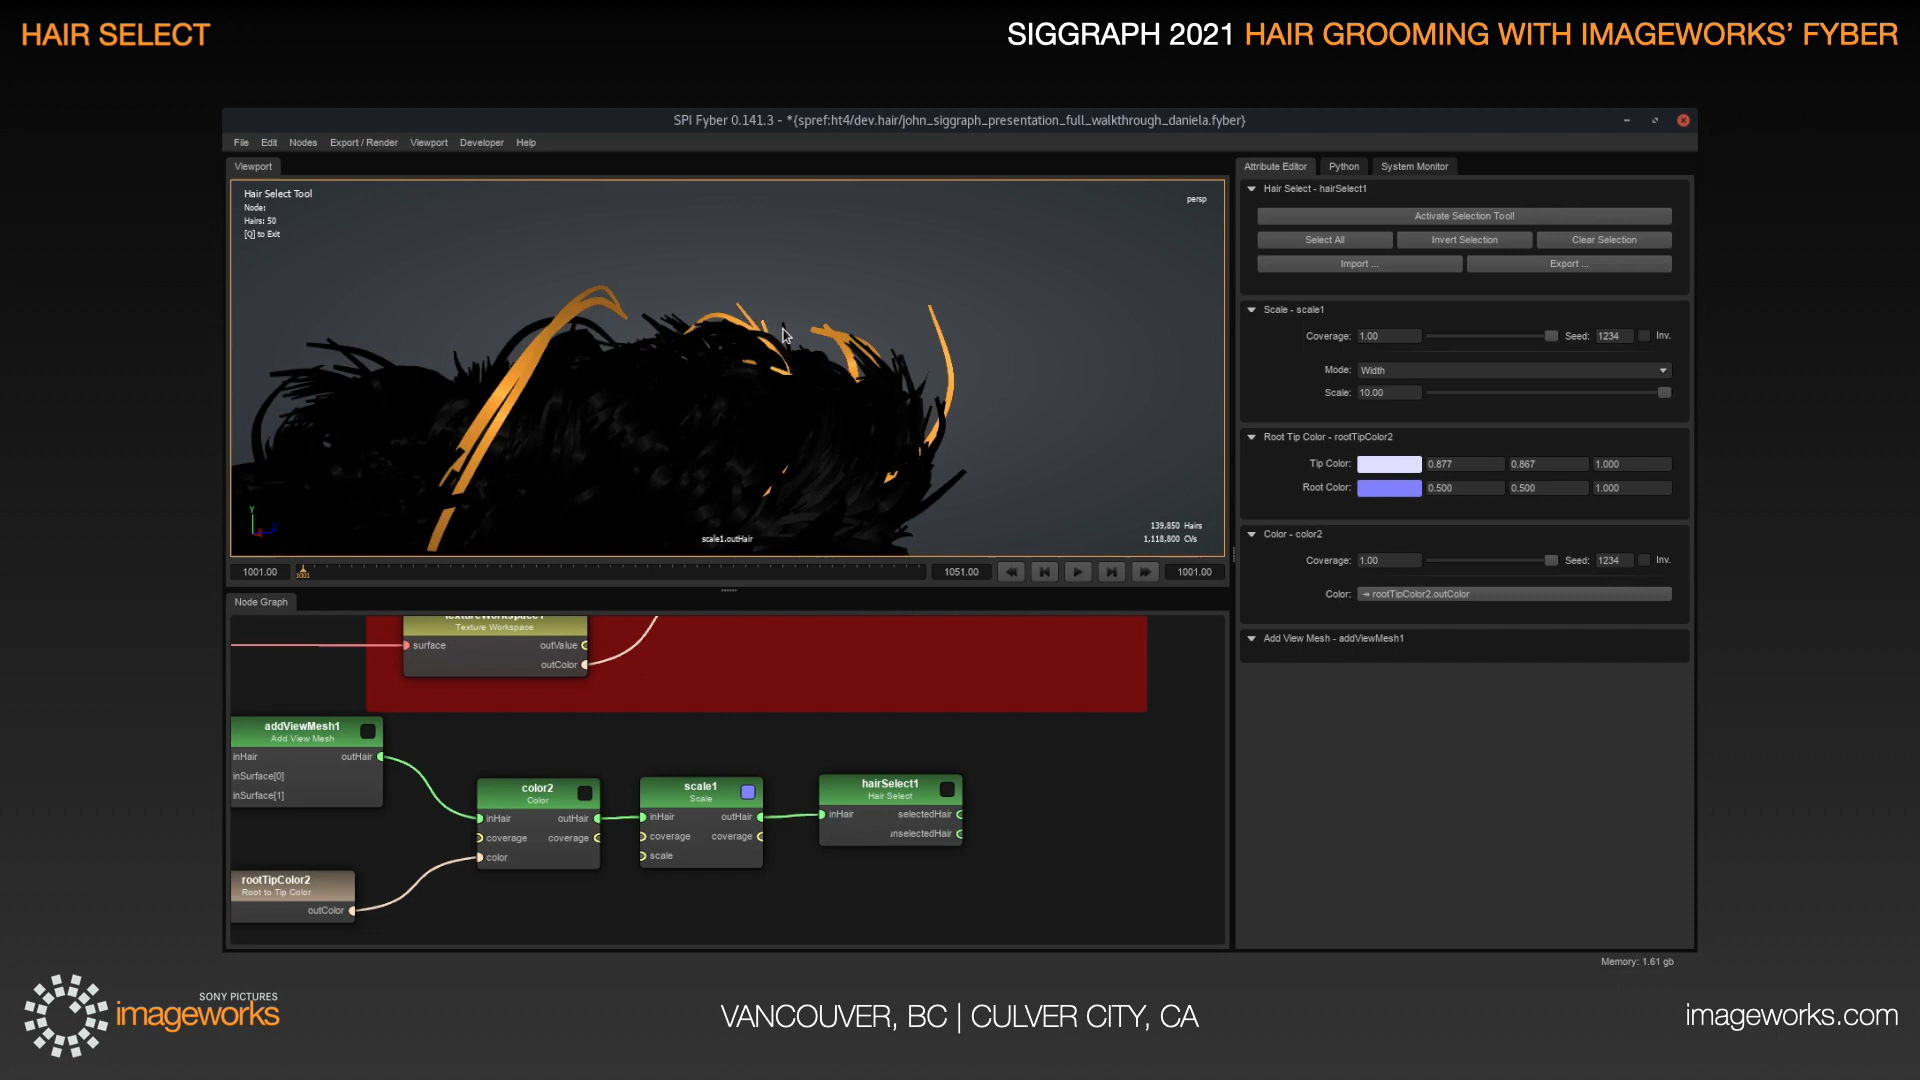 HAIR SELECT
SIGGRAPH 2021 HAIR GROOMING WITH IMAGEWORKS' FYBER
SPI Fyber 0.141.3 - *{spref:ht4/dev.hair/john_siggraph_presentation_full_walkthrough_daniela.fyber}
File Edit Nodes Export / Render Viewport Developer Help
Viewport
Hair Select Tool
Node:
Hairs: 50
[Q] to Exit
persp
Y
Z
139,850 Hairs
1,118,800 CVs
scale1.outHair
1001.00
1001
1051.00
1001.00
Attribute Editor Python System Monitor
Hair Select - hairSelect1
Activate Selection Tool!
Select All Invert Selection Clear Selection
Import ... Export ...
Scale - scale1
Coverage: 1.00 Seed: 1234 Inv.
Mode: Width
Scale: 10.00
Root Tip Color - rootTipColor2
Tip Color: 0.877 0.867 1.000
Root Color: 0.500 0.500 1.000
Color - color2
Coverage: 1.00 Seed: 1234 Inv.
Color: ➔ rootTipColor2.outColor
Add View Mesh - addViewMesh1
Node Graph
textureWorkspace1
Texture Workspace
surface outValue
outColor
addViewMesh1
Add View Mesh
inHair outHair
inSurface[0]
inSurface[1]
color2
Color
inHair outHair
coverage coverage
color
scale1
Scale
inHair outHair
coverage coverage
scale
hairSelect1
Hair Select
inHair selectedHair
unselectedHair
rootTipColor2
Root to Tip Color
outColor
Memory: 1.61 gb
SONY PICTURES
imageworks
VANCOUVER, BC | CULVER CITY, CA
imageworks.com